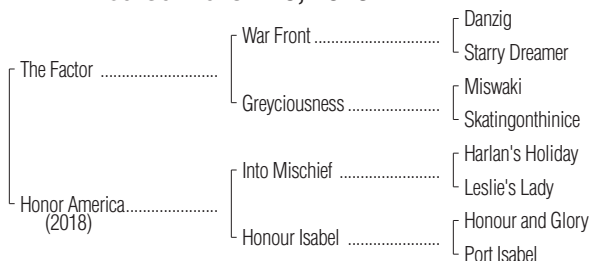 War Front
Danzig
Starry Dreamer
The Factor
Greyciousness
Miswaki
Skatingonthinice
Into Mischief
Harlan's Holiday
Leslie's Lady
Honor America
(2018)
Honour Isabel
Honour and Glory
Port Isabel